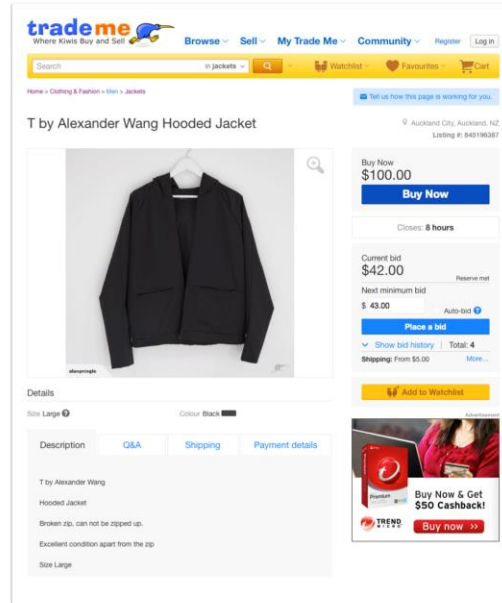 trademe
Where Kiwis Buy and Sell
Browse Sell My Trade Me Community Register Log in
Search in jackets Watchlist Favourites Cart
Home > Clothing & Fashion > Men > Jackets
Tell us how this page is working for you.
T by Alexander Wang Hooded Jacket
Auckland City, Auckland, NZ
Listing #: 849196387
Buy Now
$100.00
Buy Now
Closes: 8 hours
Current bid
$42.00
Reserve met
Next minimum bid
$ 43.00
Auto-bid
Place a bid
Show bid history | Total: 4
Shipping: From $5.00 More...
alanpringle
Add to Watchlist
Details
Size Large Colour Black
Advertisement
Description Q&A Shipping Payment details
T by Alexander Wang
Hooded Jacket
Broken zip, can not be zipped up.
Excellent condition apart from the zip
Size Large
Premium
Buy Now & Get
$50 Cashback!
TREND
MICRO
Buy now >>